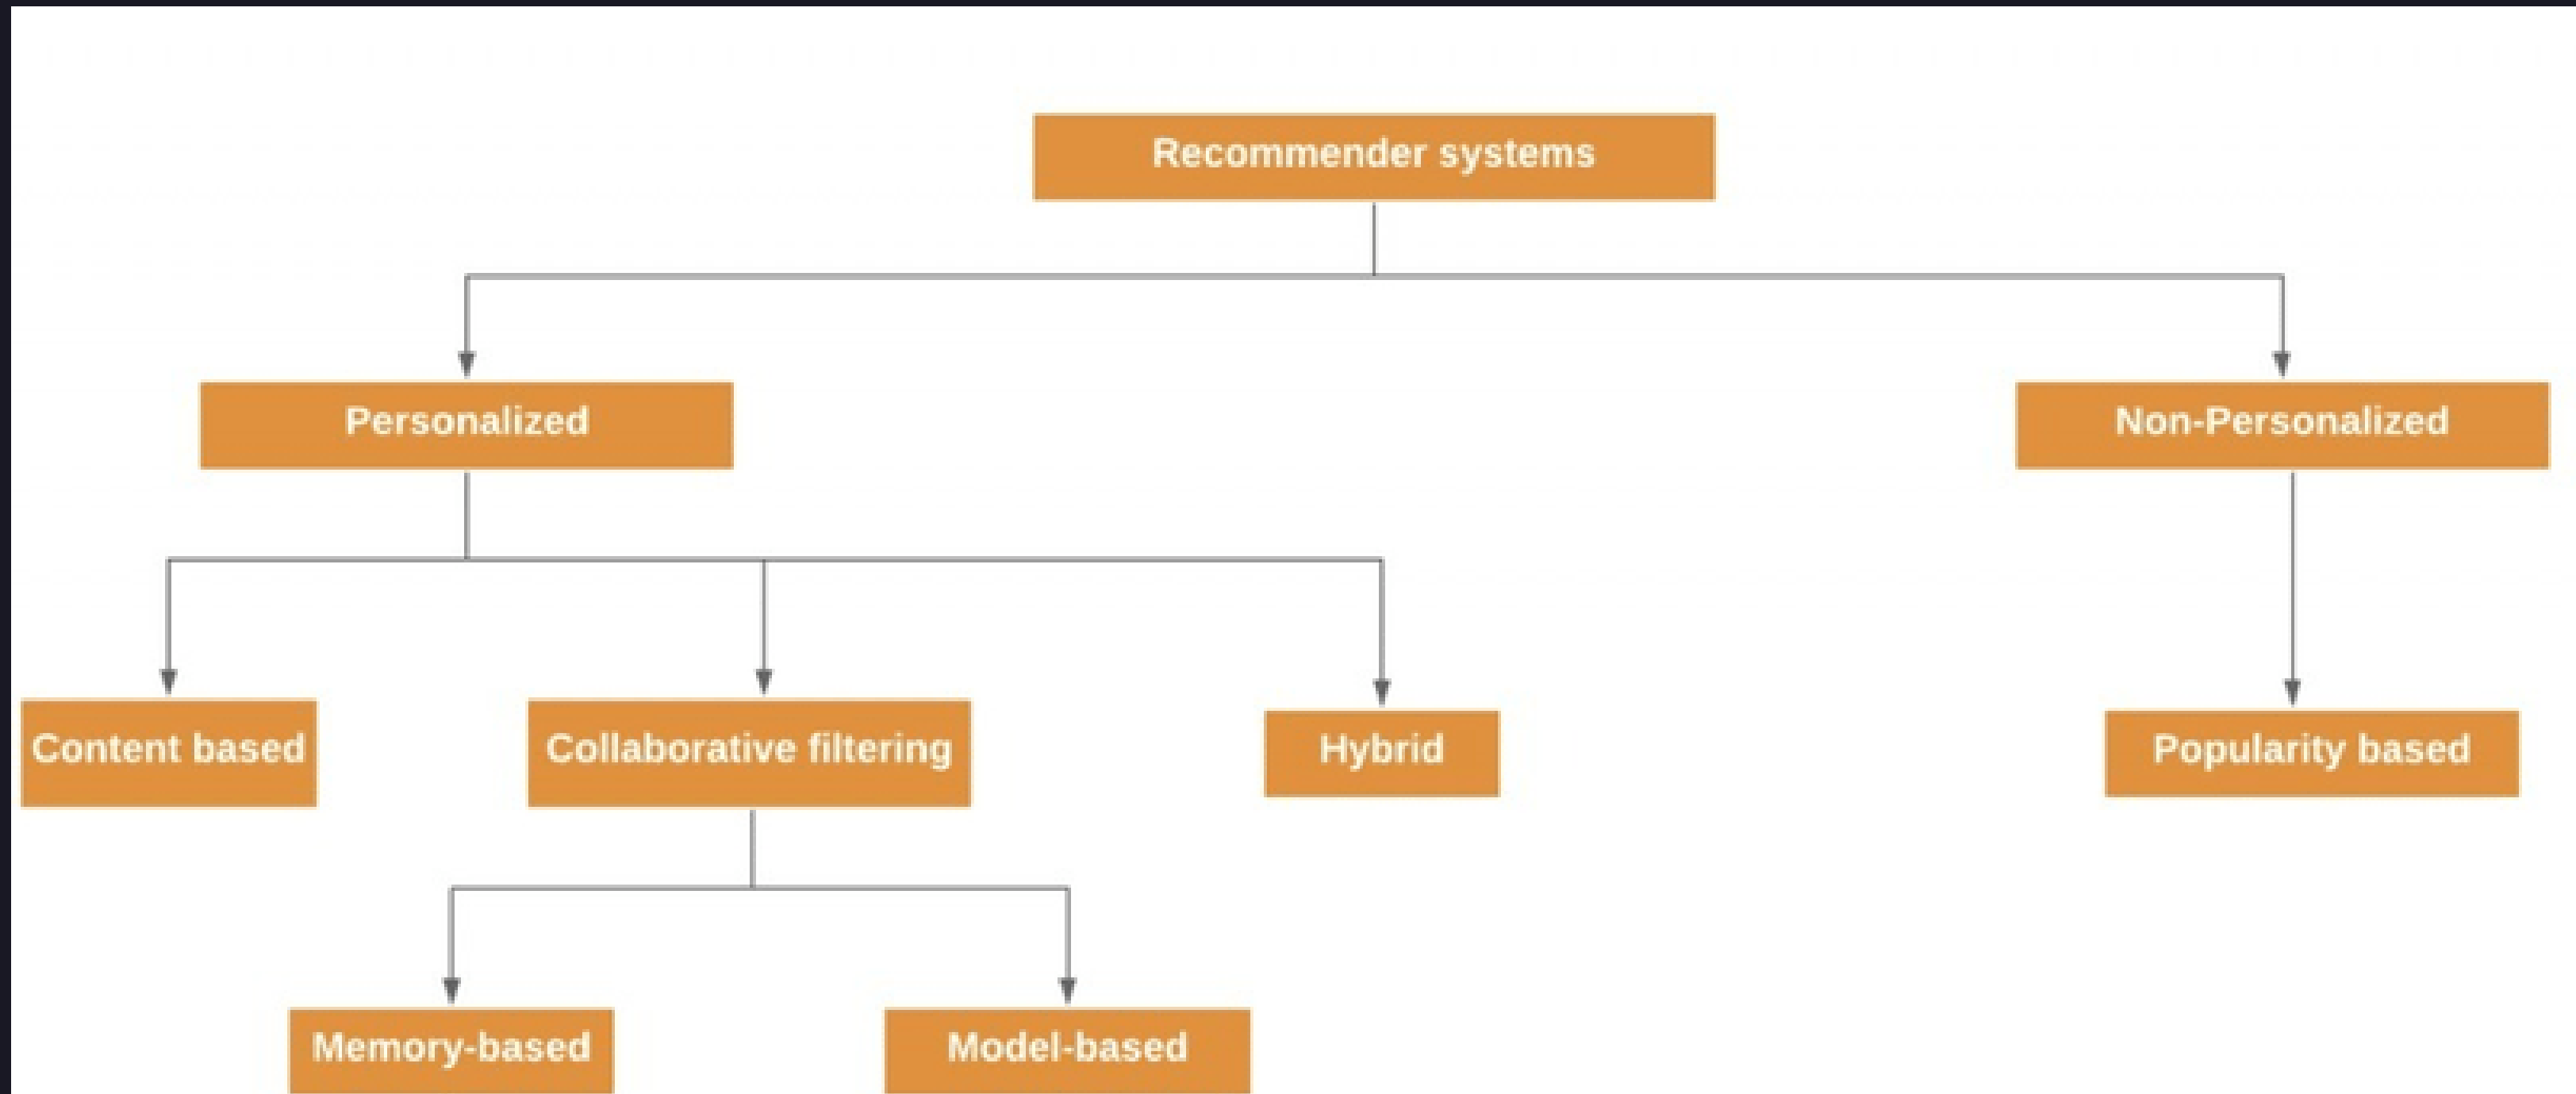 Recommender systems
Personalized
Non-Personalized
Content based
Collaborative filtering
Hybrid
Popularity based
Memory-based
Model-based